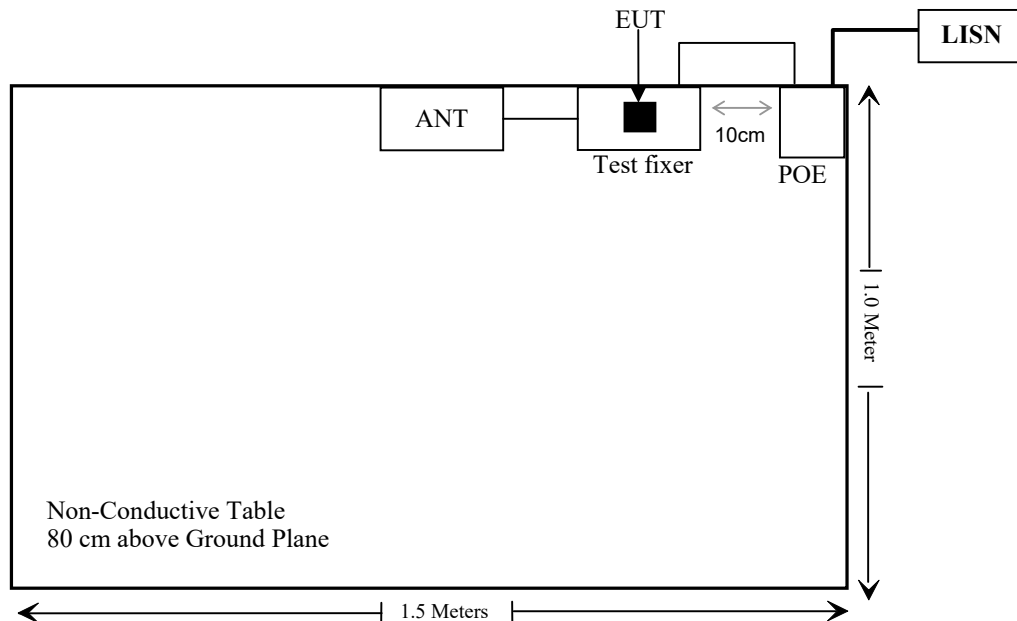 EUT
LISN
ANT
10cm
Test fixer
POE
1.0 Meter
Non-Conductive Table
80 cm above Ground Plane
1.5 Meters